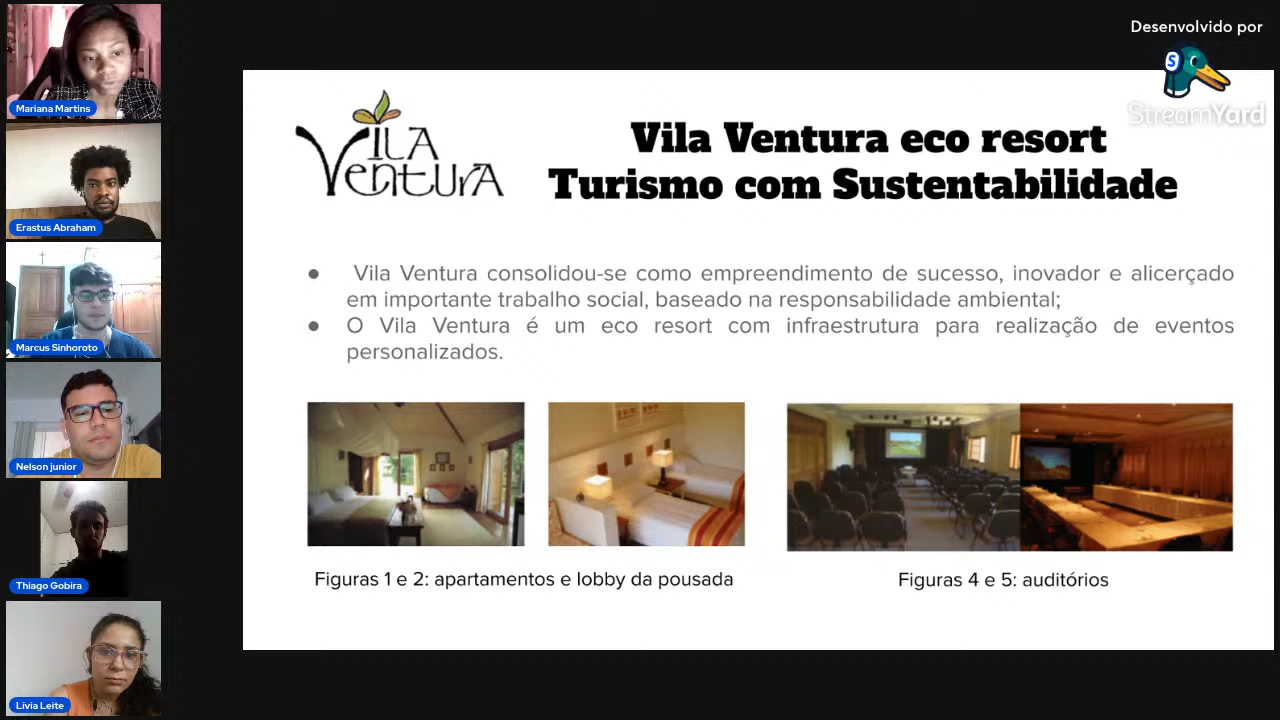 Mariana Martins
Erastus Abraham
Marcus Sinhoroto
Nelson junior
Thiago Gobira
Lívia Leite
Desenvolvido por
S
StreamYard
VILA
VENTURA
Vila Ventura eco resort
Turismo com Sustentabilidade
● Vila Ventura consolidou-se como empreendimento de sucesso, inovador e alicerçado
em importante trabalho social, baseado na responsabilidade ambiental;
● O Vila Ventura é um eco resort com infraestrutura para realização de eventos
personalizados.
Figuras 1 e 2: apartamentos e lobby da pousada
Figuras 4 e 5: auditórios